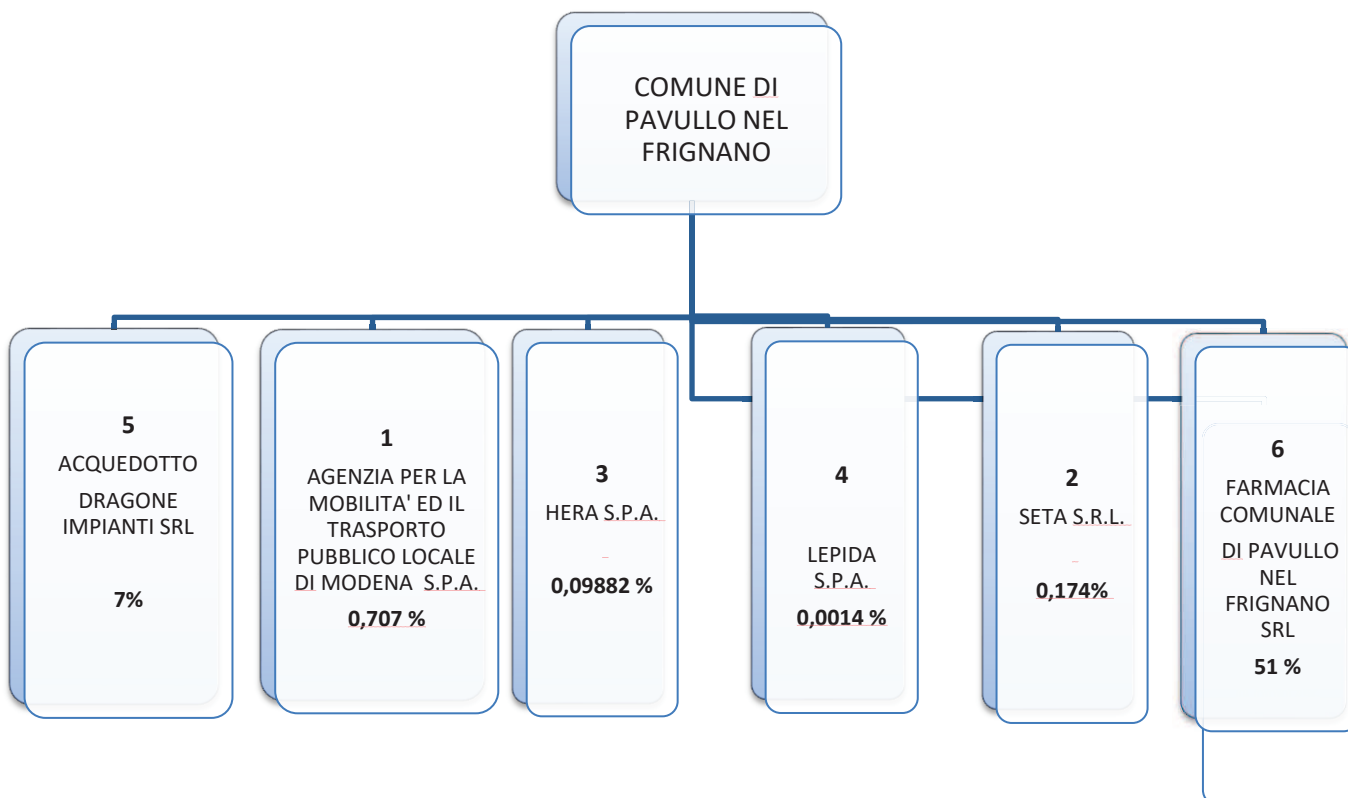 COMUNE DI
PAVULLO NEL
FRIGNANO
5
ACQUEDOTTO
DRAGONE
IMPIANTI SRL
7%
1
AGENZIA PER LA
MOBILITA' ED IL
TRASPORTO
PUBBLICO LOCALE
DI MODENA S.P.A.
0,707 %
3
HERA S.P.A.
0,09882 %
4
LEPIDA
S.P.A.
0,0014 %
2
SETA S.R.L.
0,174%
6
FARMACIA
COMUNALE
DI PAVULLO
NEL
FRIGNANO
SRL
51 %